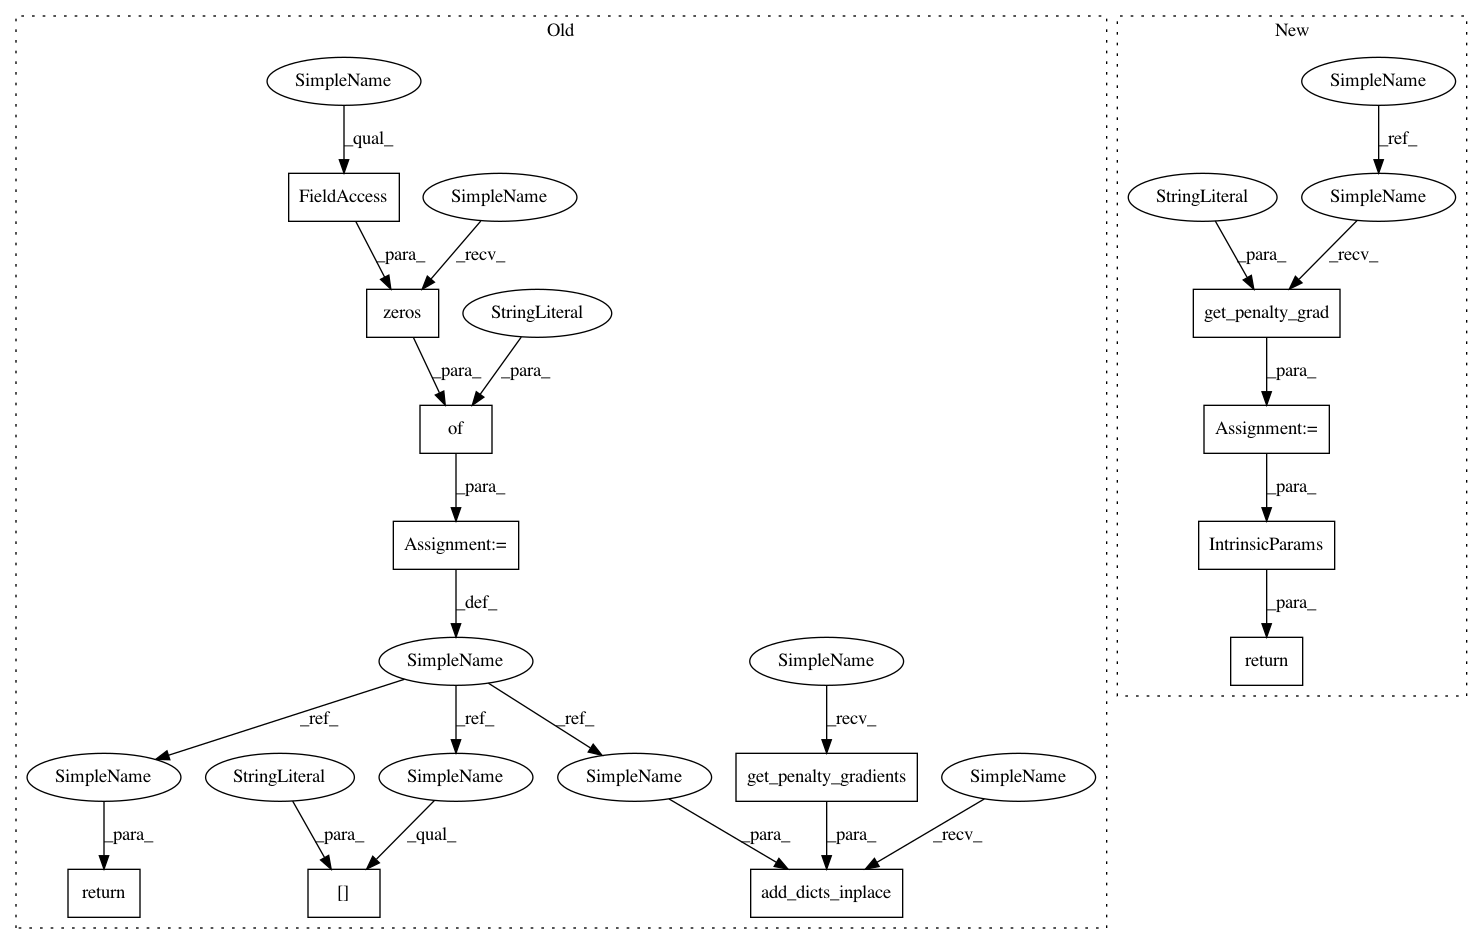 Old
New
SimpleName
SimpleName
_qual_
_ref_
FieldAccess
SimpleName
StringLiteral
SimpleName
_para_
_recv_
_para_
_recv_
zeros
StringLiteral
get_penalty_grad
_para_
_para_
_para_
of
Assignment:=
_para_
_para_
Assignment:=
IntrinsicParams
_def_
_para_
SimpleName
SimpleName
return
_ref_
_ref_
_ref_
_recv_
SimpleName
StringLiteral
SimpleName
SimpleName
get_penalty_gradients
SimpleName
_para_
_para_
_qual_
_para_
_para_
_recv_
return
[]
add_dicts_inplace